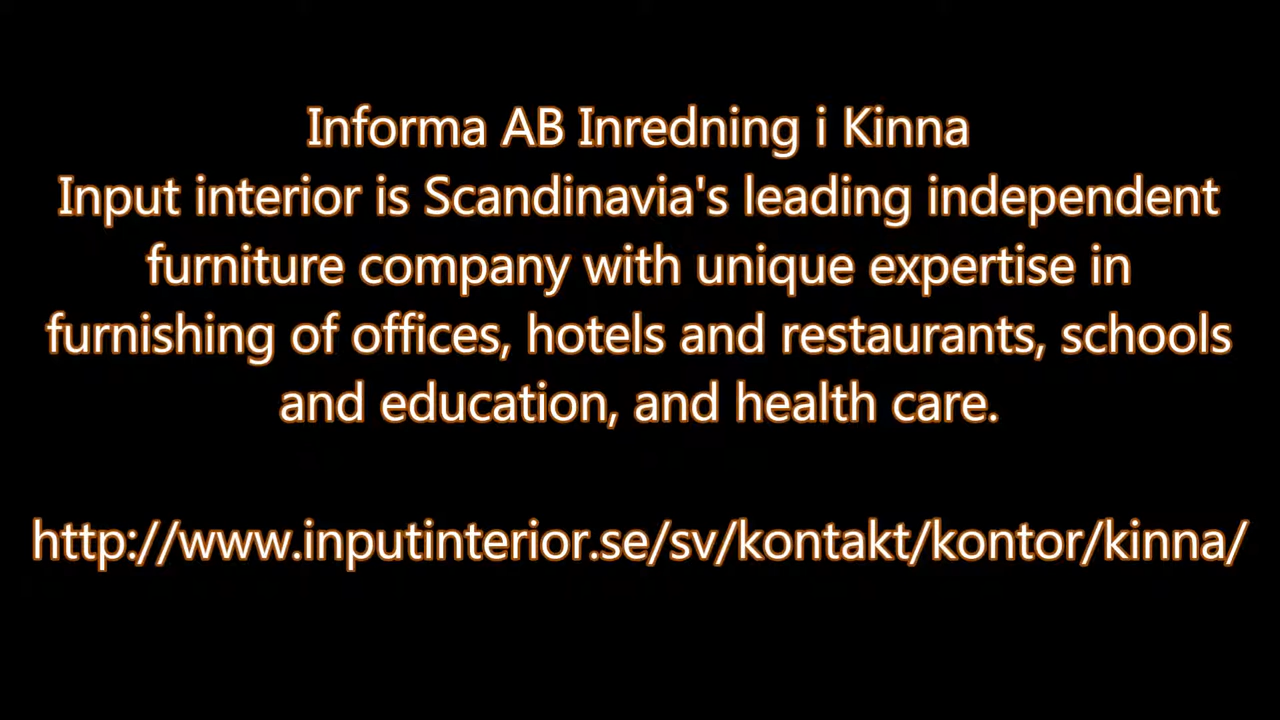 Informa AB Inredning i Kinna
Input interior is Scandinavia's leading independent
furniture company with unique expertise in
furnishing of offices, hotels and restaurants, schools
and education, and health care.
http://www.inputinterior.se/sv/kontakt/kontor/kinna/